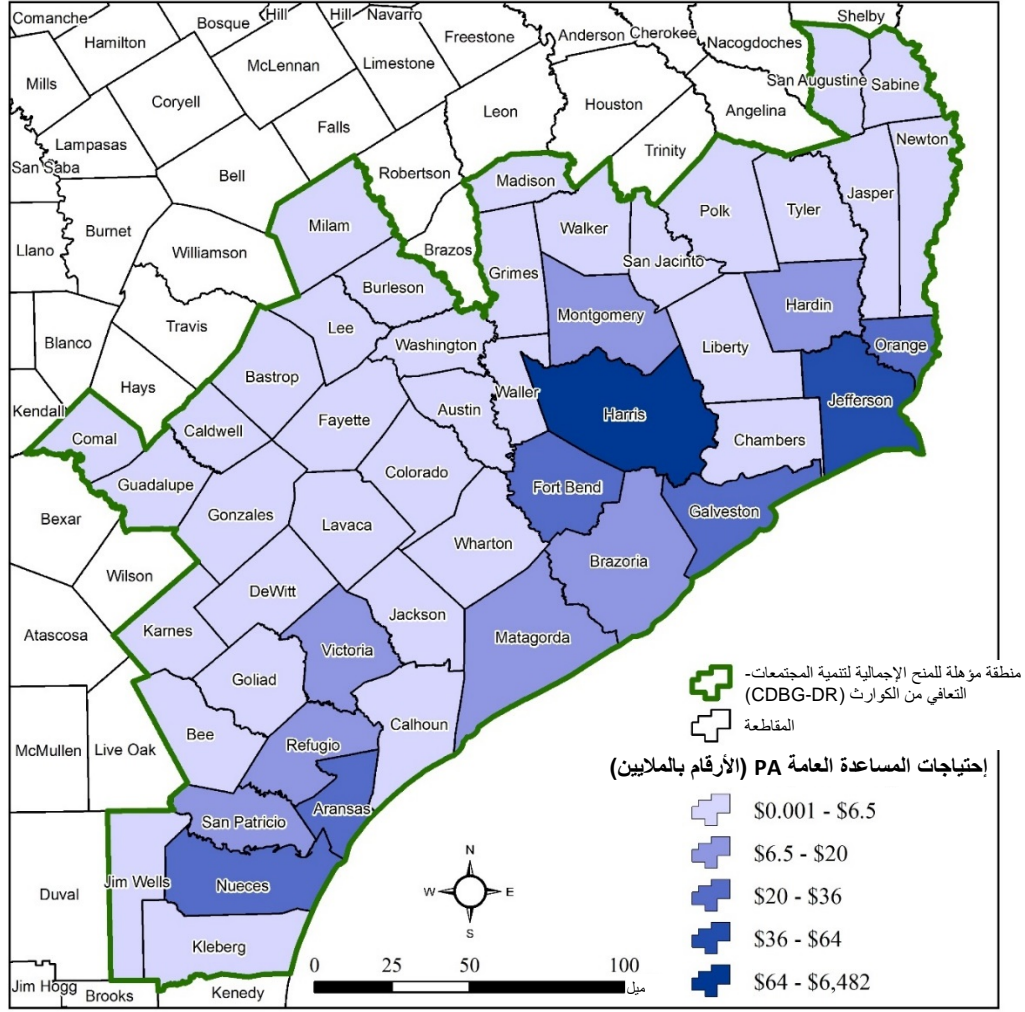 Comanche
Bosque
Hill
Hill
Navarro
Shelby
Hamilton
Freestone
Anderson
Cherokee
Nacogdoches
McLennan
Limestone
Mills
Coryell
Leon
Houston
Angelina
San Augustine
Sabine
Falls
Lampasas
San Saba
Bell
Robertson
Trinity
Newton
Madison
Jasper
Milam
Polk
Tyler
Burnet
Llano
Williamson
Brazos
Walker
Grimes
San Jacinto
Burleson
Hardin
Montgomery
Travis
Lee
Blanco
Washington
Liberty
Orange
Bastrop
Hays
Waller
Kendall
Austin
Harris
Jefferson
Fayette
Comal
Caldwell
Chambers
Colorado
Guadalupe
Fort Bend
Galveston
Bexar
Gonzales
Lavaca
Wharton
Brazoria
Wilson
DeWitt
Jackson
Atascosa
Karnes
Victoria
Matagorda
Goliad
Calhoun
Bee
McMullen
Live Oak
Refugio
Aransas
San Patricio
Duval
Jim Wells
Nueces
Kleberg
Jim Hogg
Brooks
Kenedy
منطقة مؤهلة للمنح الإجمالية لتنمية المجتمعات-
التعافي من الكوارث (CDBG-DR)
المقاطعة
إحتياجات المساعدة العامة PA (الأرقام بالملايين)
$0.001 - $6.5
$6.5 - $20
$20 - $36
$36 - $64
$64 - $6,482
N
W E
S
0 25 50 100
ميل